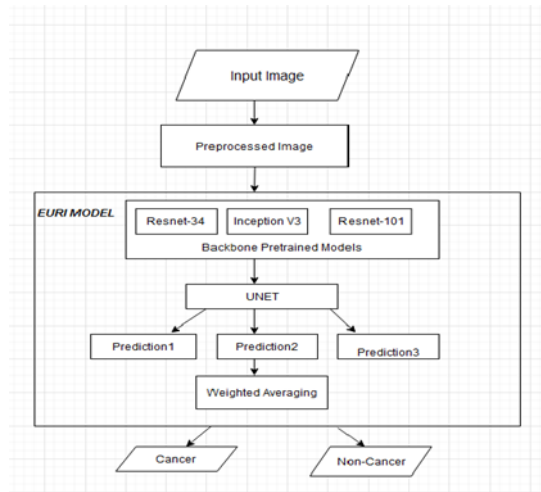 Input Image
Preprocessed Image
EURI MODEL
Resnet-34
Inception V3
Resnet-101
Backbone Pretrained Models
UNET
Prediction1
Prediction2
Prediction3
Weighted Averaging
Cancer
Non-Cancer